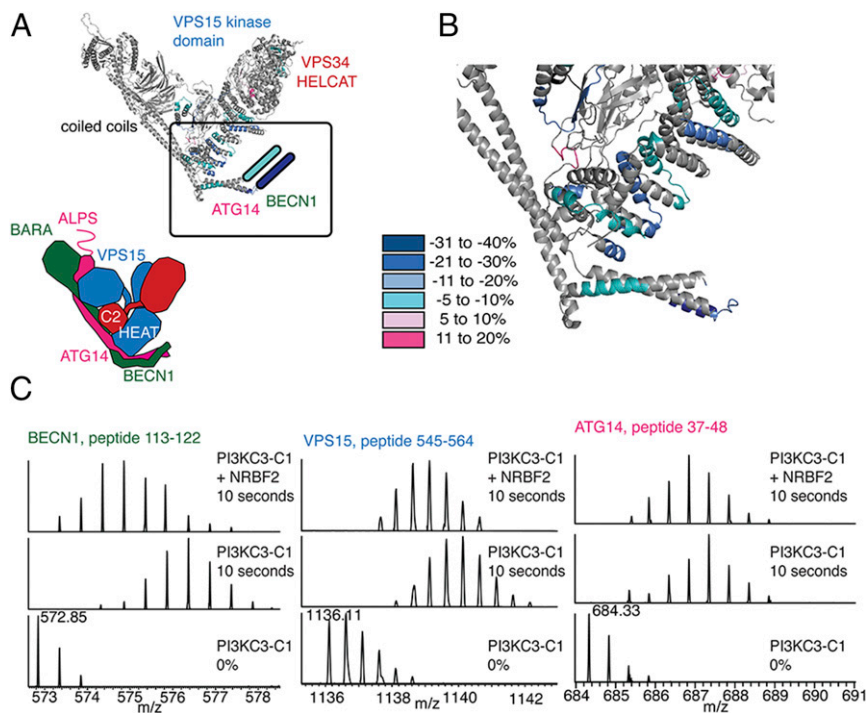 A
VPS15 kinase
domain
VPS34
HELCAT
coiled coils
ATG14
BECN1
ALPS
BARA
VPS15
C2
HEAT
ATG14
BECN1
B
-31 to -40%
-21 to -30%
-11 to -20%
-5 to -10%
5 to 10%
11 to 20%
C
BECN1, peptide 113-122
PI3KC3-C1
+ NRBF2
10 seconds
PI3KC3-C1
10 seconds
572.85
PI3KC3-C1
0%
573 574 575 576 577 578
m/z
VPS15, peptide 545-564
PI3KC3-C1
+ NRBF2
10 seconds
PI3KC3-C1
10 seconds
1136.11
PI3KC3-C1
0%
1136 1138 1140 1142
m/z
ATG14, peptide 37-48
PI3KC3-C1
+ NRBF2
10 seconds
PI3KC3-C1
10 seconds
684.33
PI3KC3-C1
0%
684 685 686 687 688 689 690 691
m/z